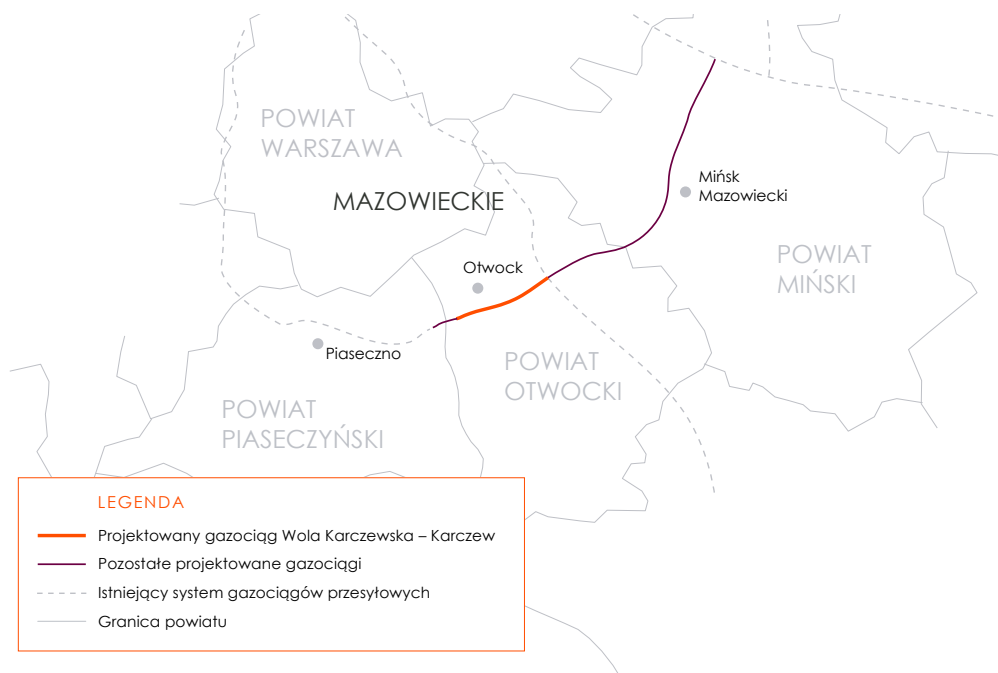 POWIAT
WARSZAWA
MAZOWIECKIE
Mińsk
Mazowiecki
POWIAT
MIŃSKI
Otwock
Piaseczno
POWIAT
OTWOCKI
POWIAT
PIASECZYŃSKI
LEGENDA
Projektowany gazociąg Wola Karczewska – Karczew
Pozostałe projektowane gazociągi
Istniejący system gazociągów przesyłowych
Granica powiatu